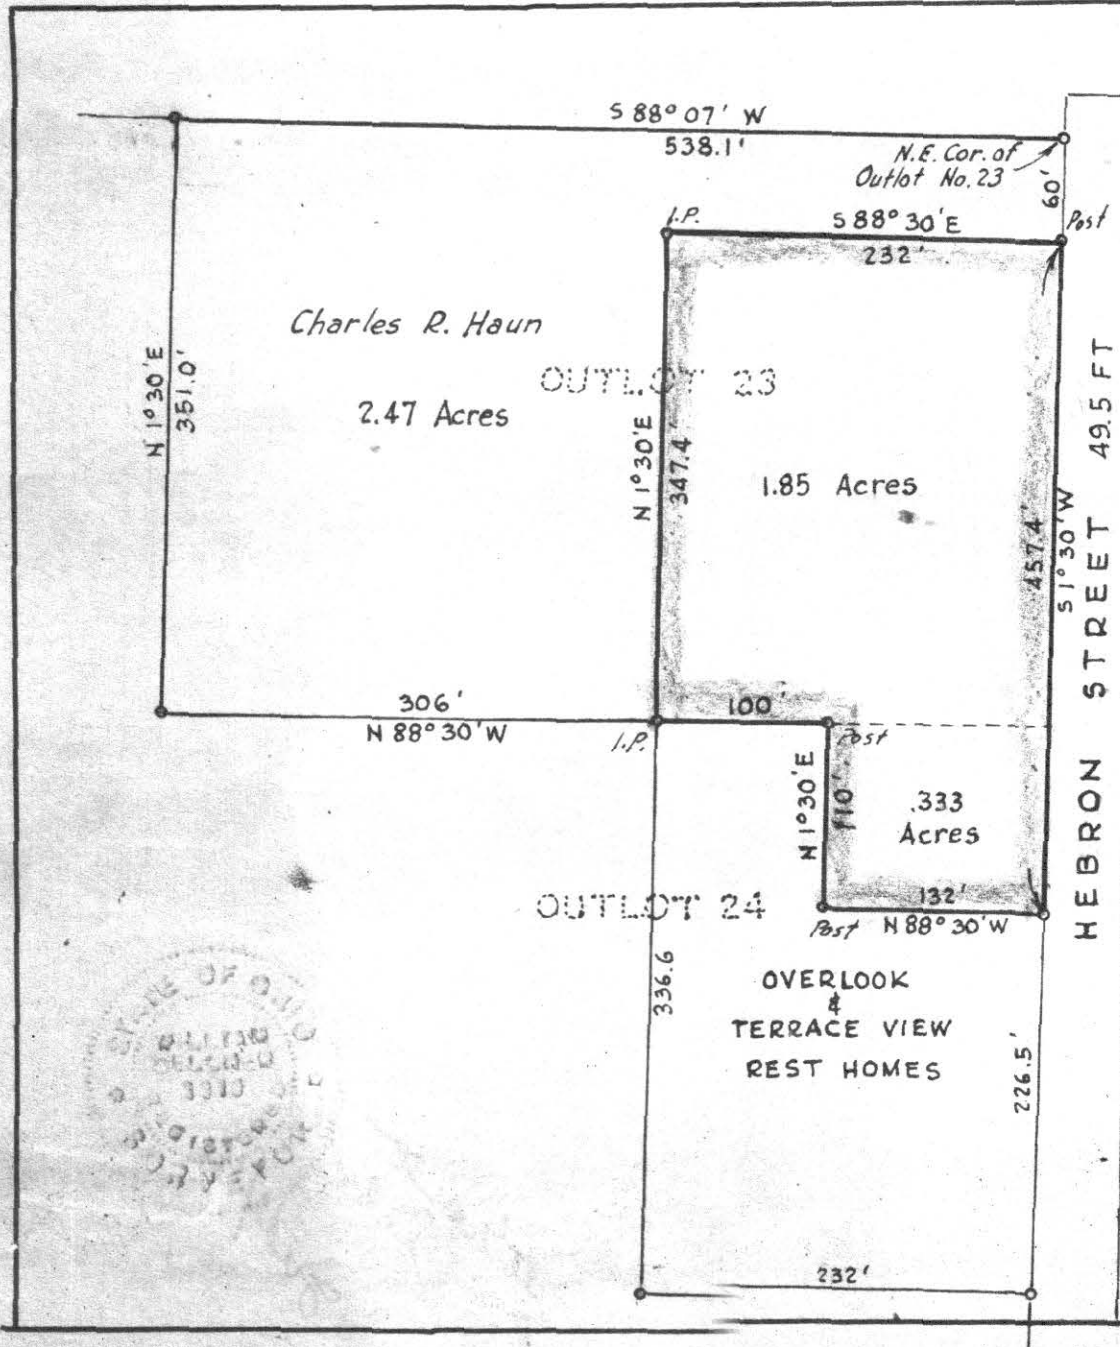 S 88° 07' W
538.1'
N.E. Cor. of
Outlot No. 23
60'
I.P.
S 88° 30' E
232'
Post
Charles R. Haun
2.47 Acres
OUTLOT 23
N 1° 30' E
351.0'
N 1° 30' E
347.4'
1.85 Acres
457.4'
S 1° 30' W
HEBRON STREET 49.5 FT
306'
N 88° 30' W
I.P.
100'
Post
N 1° 30' E
110'
.333
Acres
132'
N 88° 30' W
Post
OUTLOT 24
336.6
OVERLOOK
&
TERRACE VIEW
REST HOMES
226.5'
232'
STATE OF OHIO